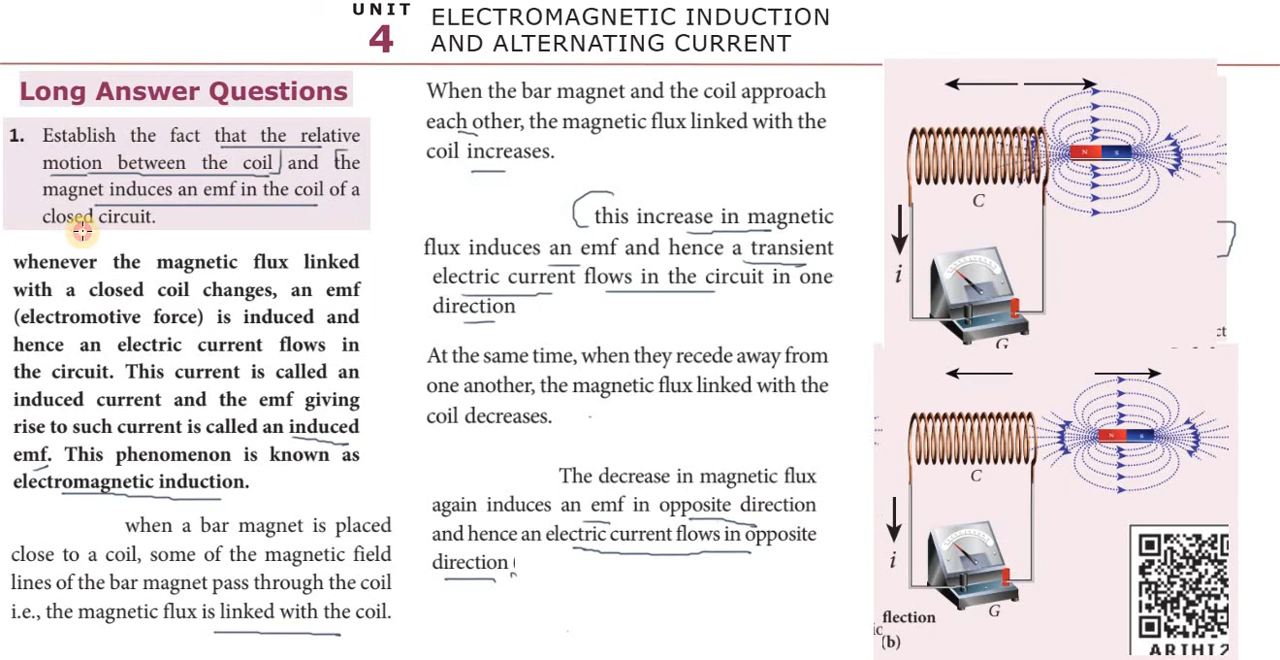 UNIT
4
ELECTROMAGNETIC INDUCTION
AND ALTERNATING CURRENT
Long Answer Questions
1. Establish the fact that the relative
motion between the coil and the
magnet induces an emf in the coil of a
closed circuit.
whenever the magnetic flux linked
with a closed coil changes, an emf
(electromotive force) is induced and
hence an electric current flows in
the circuit. This current is called an
induced current and the emf giving
rise to such current is called an induced
emf. This phenomenon is known as
electromagnetic induction.
when a bar magnet is placed
close to a coil, some of the magnetic field
lines of the bar magnet pass through the coil
i.e., the magnetic flux is linked with the coil.
When the bar magnet and the coil approach
each other, the magnetic flux linked with the
coil increases.
this increase in magnetic
flux induces an emf and hence a transient
electric current flows in the circuit in one
direction
At the same time, when they recede away from
one another, the magnetic flux linked with the
coil decreases.
The decrease in magnetic flux
again induces an emf in opposite direction
and hence an electric current flows in opposite
direction
N S
C
i
G
ct
N S
C
i
G
flection
(b)